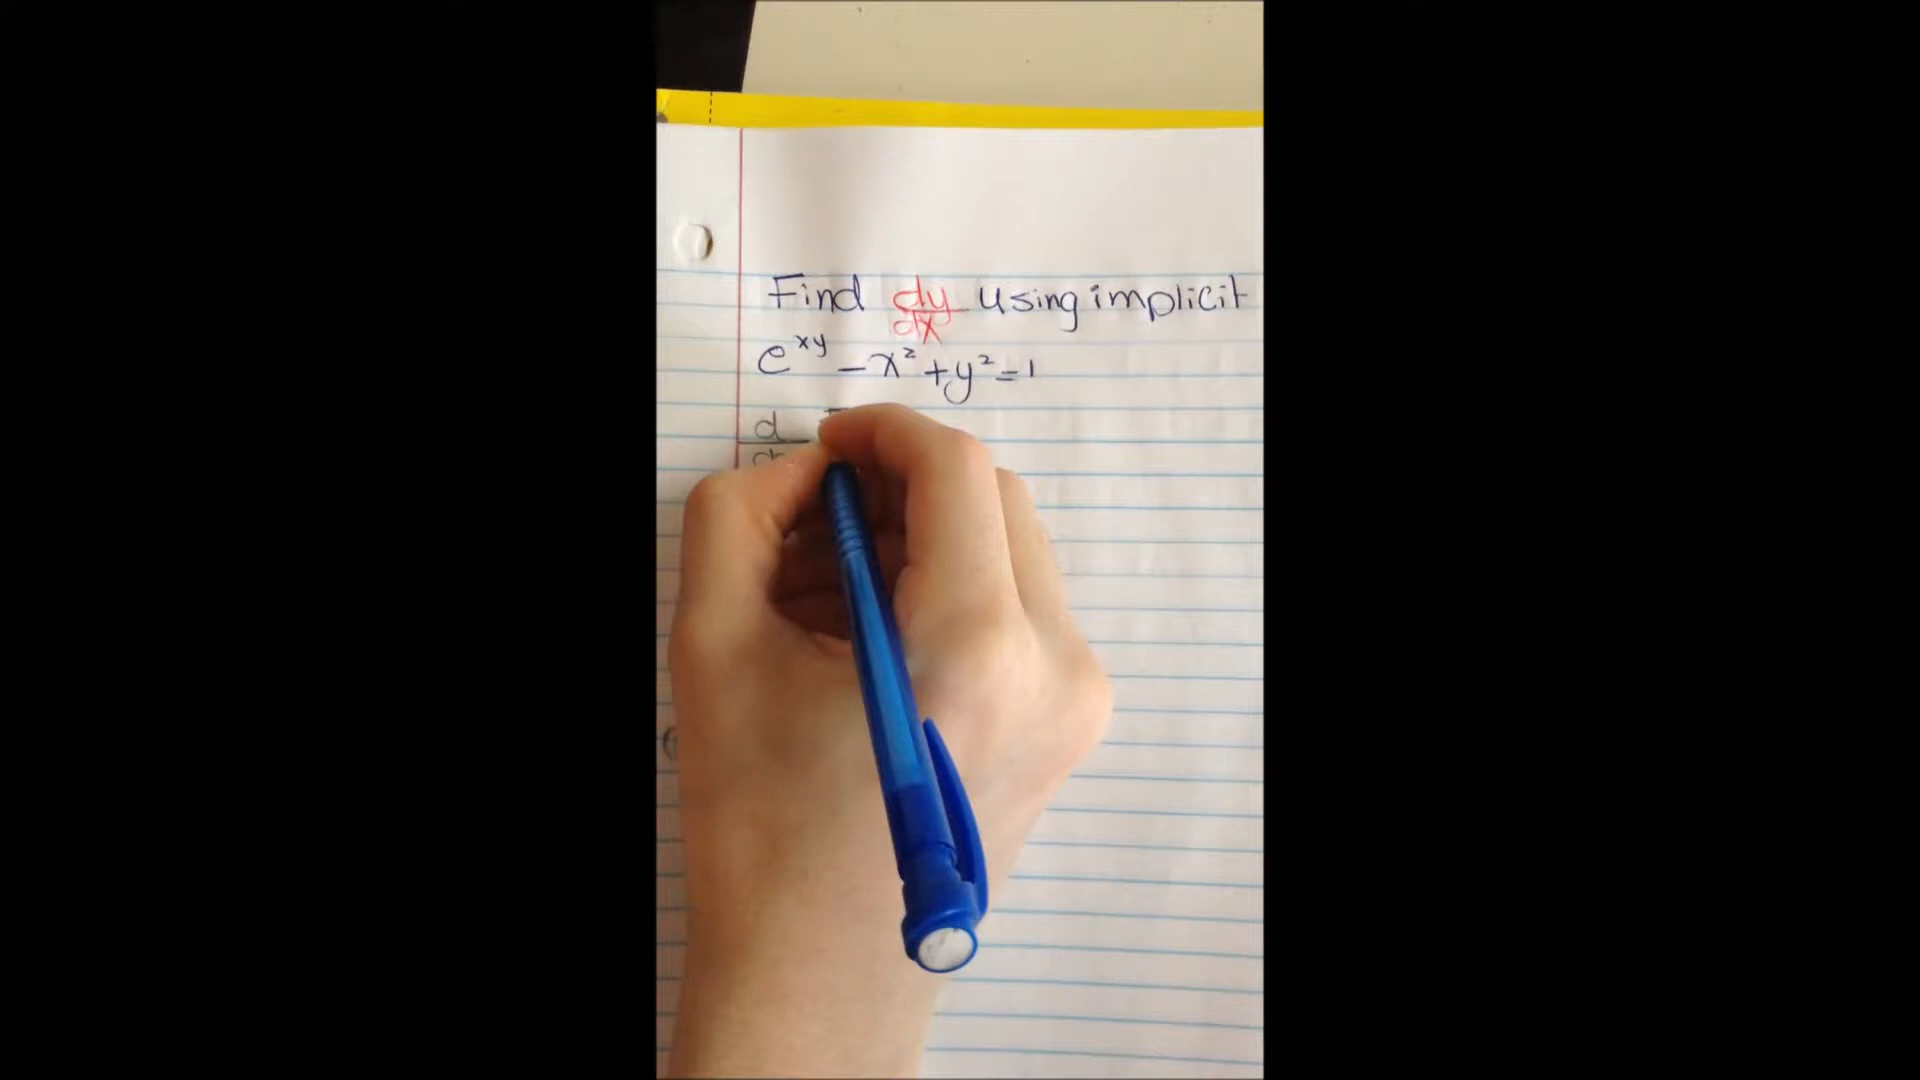 Find dy/dx using implicit
e^xy - x² + y² = 1
d